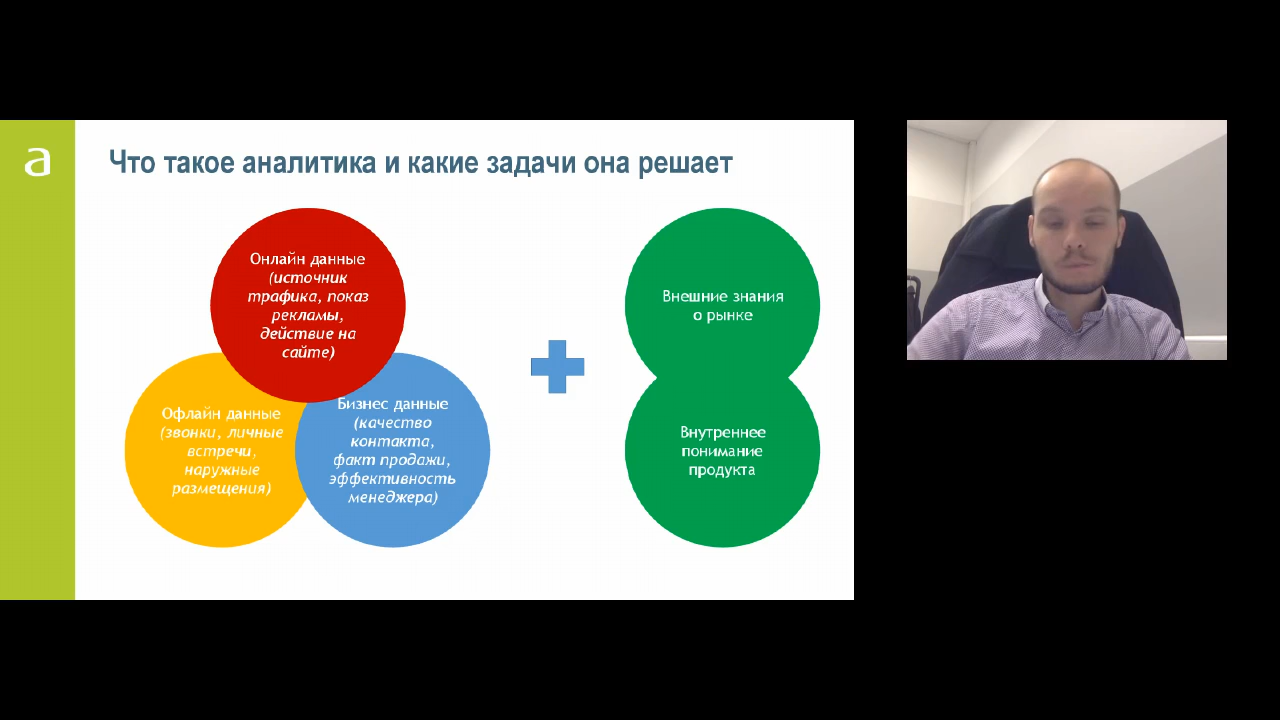 a
Что такое аналитика и какие задачи она решает
Онлайн данные
(источник
трафика, показ
рекламы,
действие на
сайте)
Офлайн данные
(звонки, личные
встречи,
наружные
размещения)
Бизнес данные
(качество
контакта,
факт продажи,
эффективность
менеджера)
Внешние знания
о рынке
Внутреннее
понимание
продукта